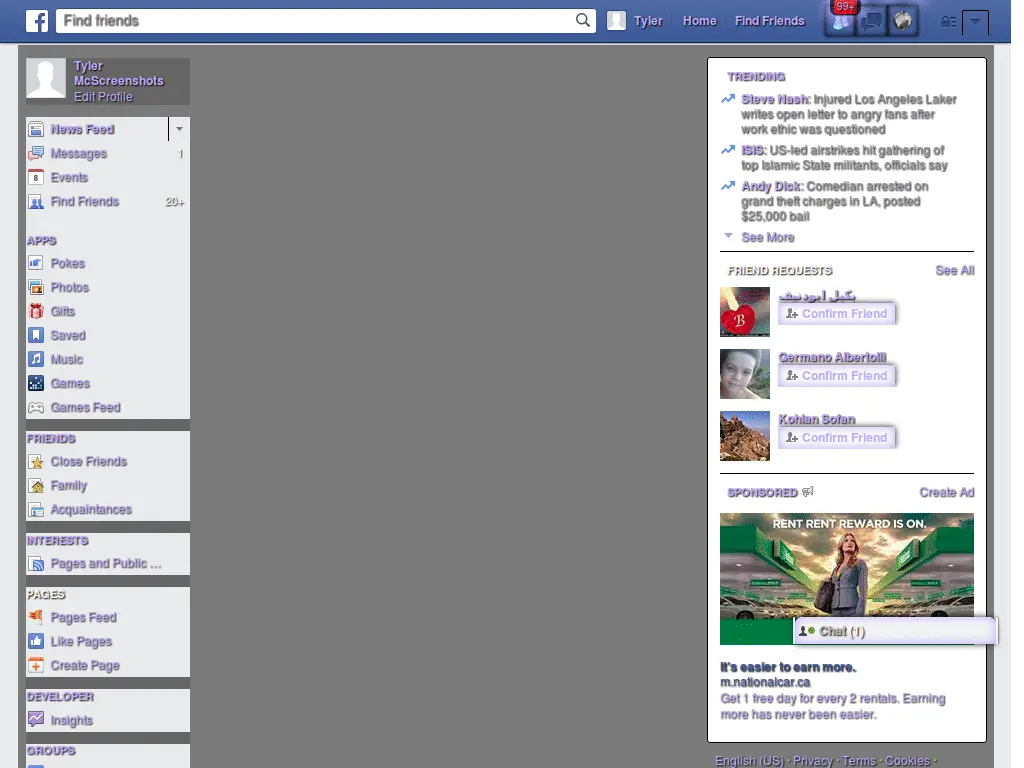 Find friends
Tyler
Home
Find Friends
99+
Tyler
McScreenshots
Edit Profile
News Feed
Messages
1
Events
8
Find Friends
20+
APPS
Pokes
Photos
Gifts
Saved
Music
Games
Games Feed
FRIENDS
Close Friends
Family
Acquaintances
INTERESTS
Pages and Public ...
PAGES
Pages Feed
Like Pages
Create Page
DEVELOPER
Insights
GROUPS
TRENDING
Steve Nash: Injured Los Angeles Laker
writes open letter to angry fans after
work ethic was questioned
ISIS: US-led airstrikes hit gathering of
top Islamic State militants, officials say
Andy Dick: Comedian arrested on
grand theft charges in LA, posted
$25,000 bail
See More
FRIEND REQUESTS
See All
B
Confirm Friend
Germano Albertolli
Confirm Friend
Kohlan Sofan
Confirm Friend
SPONSORED
Create Ad
RENT RENT REWARD IS ON.
Chat (1)
It's easier to earn more.
m.nationalcar.ca
Get 1 free day for every 2 rentals. Earning
more has never been easier.
English (US) · Privacy · Terms · Cookies ·